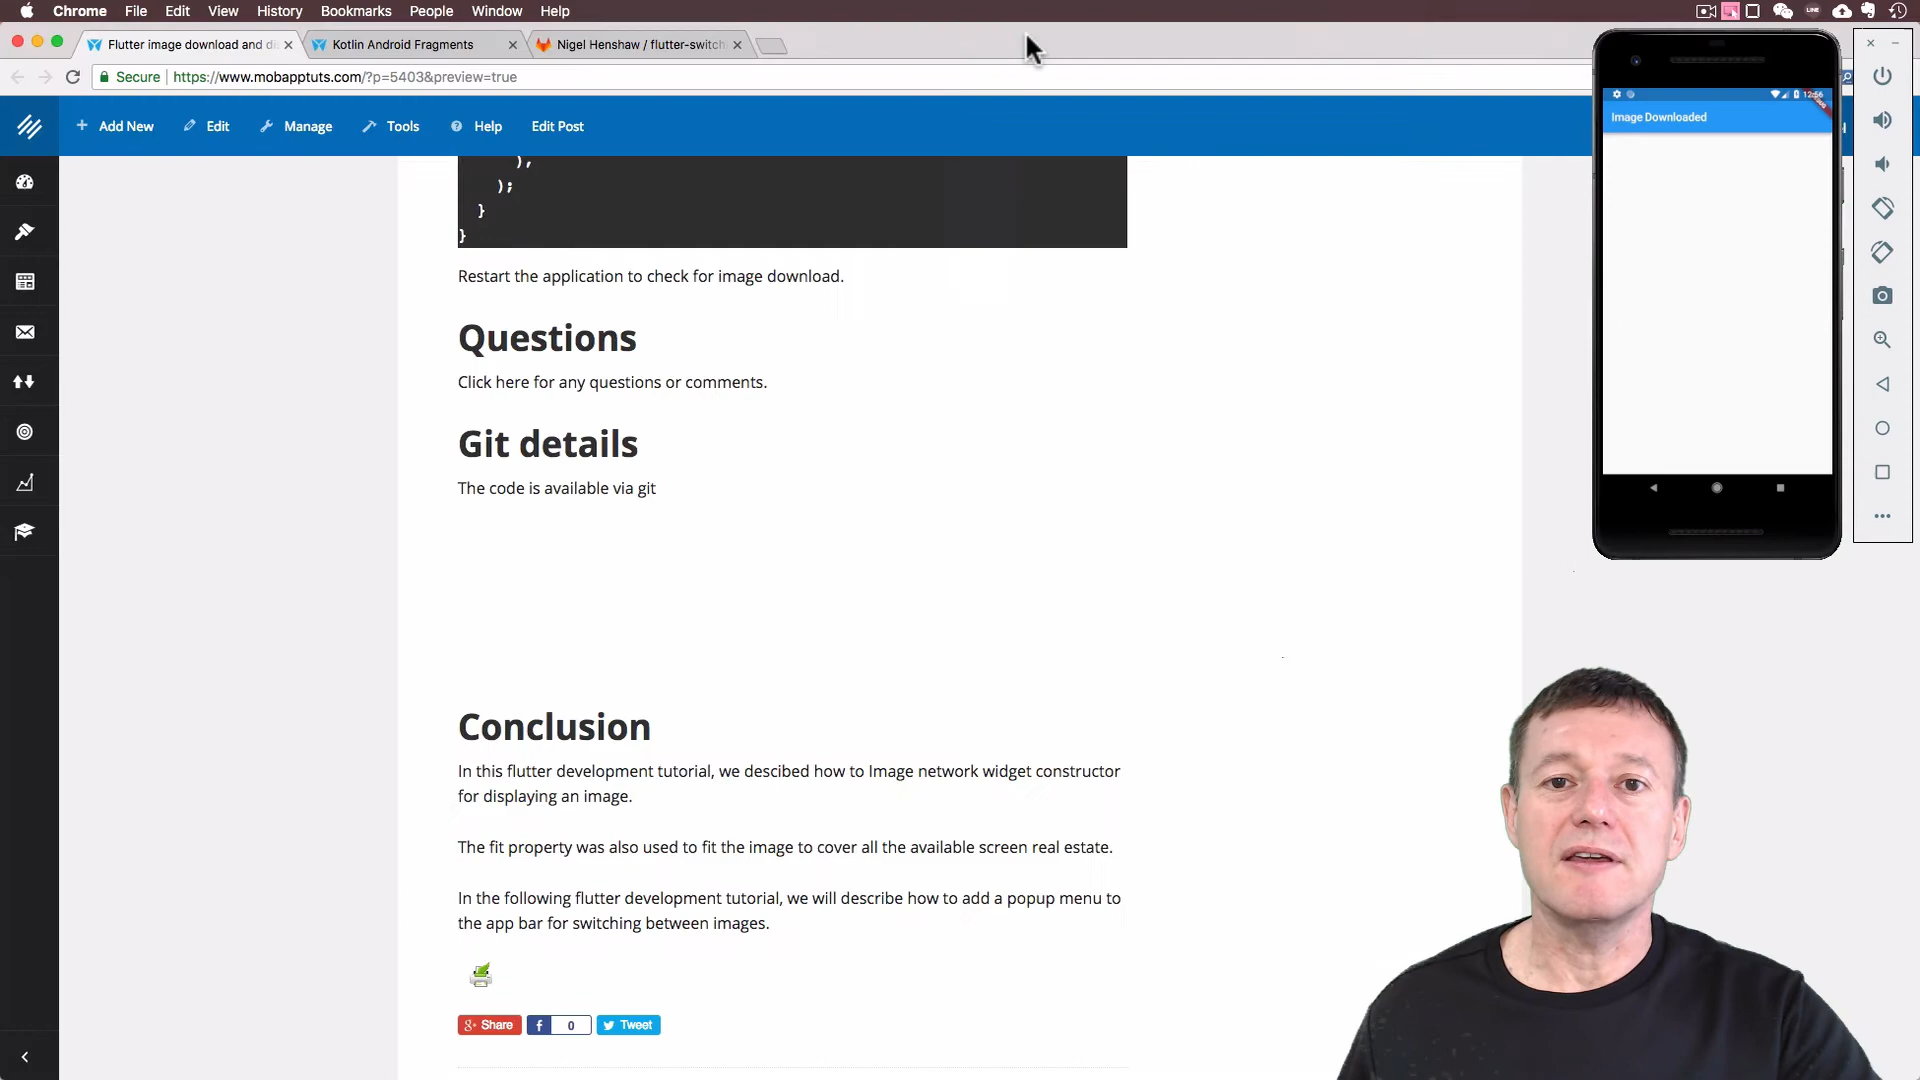 Chrome File Edit View History Bookmarks People Window Help
LINE
Flutter image download and di
Kotlin Android Fragments
Nigel Henshaw / flutter-switch
Secure https://www.mobapptuts.com/?p=5403&preview=true
Add New Edit Manage Tools Help Edit Post
12:56
Image Downloaded
);
);
}
}
Restart the application to check for image download.
Questions
Click here for any questions or comments.
Git details
The code is available via git
Conclusion
In this flutter development tutorial, we descibed how to Image network widget constructor
for displaying an image.
The fit property was also used to fit the image to cover all the available screen real estate.
In the following flutter development tutorial, we will describe how to add a popup menu to
the app bar for switching between images.
Share 0 Tweet